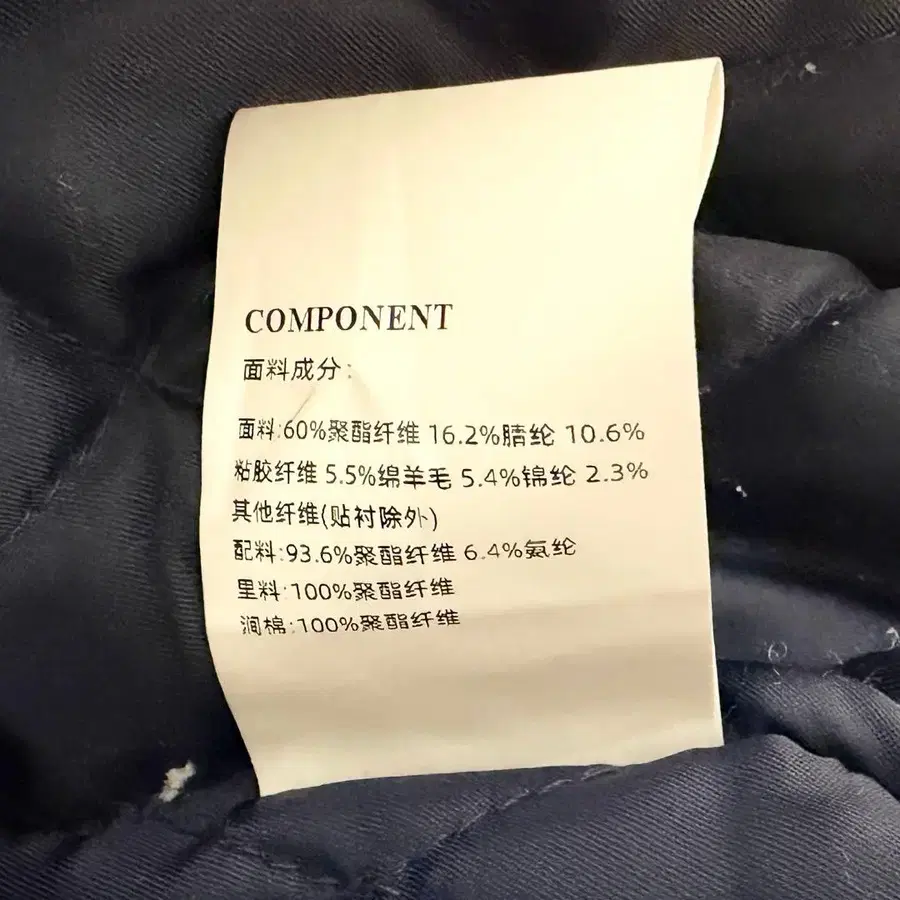 COMPONENT
面料成分:
面料:60%聚酯纤维 16.2%腈纶 10.6%
粘胶纤维 5.5%绵羊毛 5.4%锦纶 2.3%
其他纤维(贴衬除外)
配料:93.6%聚酯纤维 6.4%氨纶
里料:100%聚酯纤维
涧棉:100%聚酯纤维